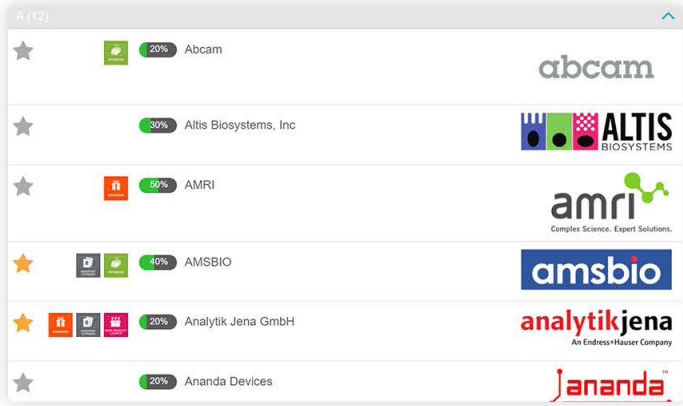 A (12)
20% Abcam
abcam
30% Altis Biosystems, Inc
ALTIS
BIOSYSTEMS
50% AMRI
amri
Complex Science. Expert Solutions.
40% AMSBIO
amsbio
20% Analytik Jena GmbH
analytikjena
An Endress+Hauser Company
20% Ananda Devices
ananda™